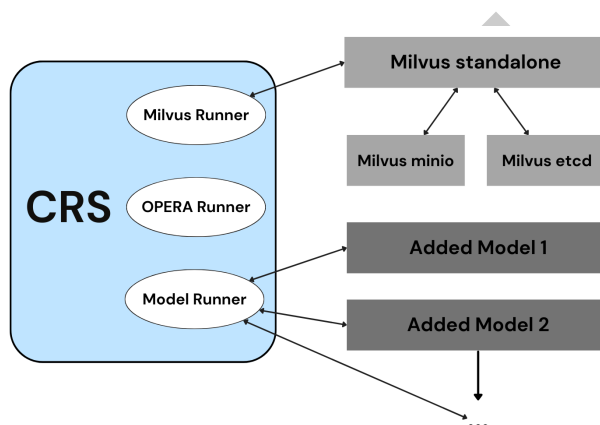 Milvus standalone
Milvus Runner
Milvus minio
Milvus etcd
CRS
OPERA Runner
Added Model 1
Model Runner
Added Model 2
...